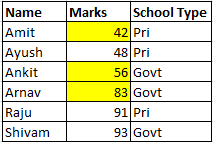 Name Marks School Type
Amit 42 Pri
Ayush 48 Pri
Ankit 56 Govt
Arnav 83 Govt
Raju 91 Pri
Shivam 93 Govt